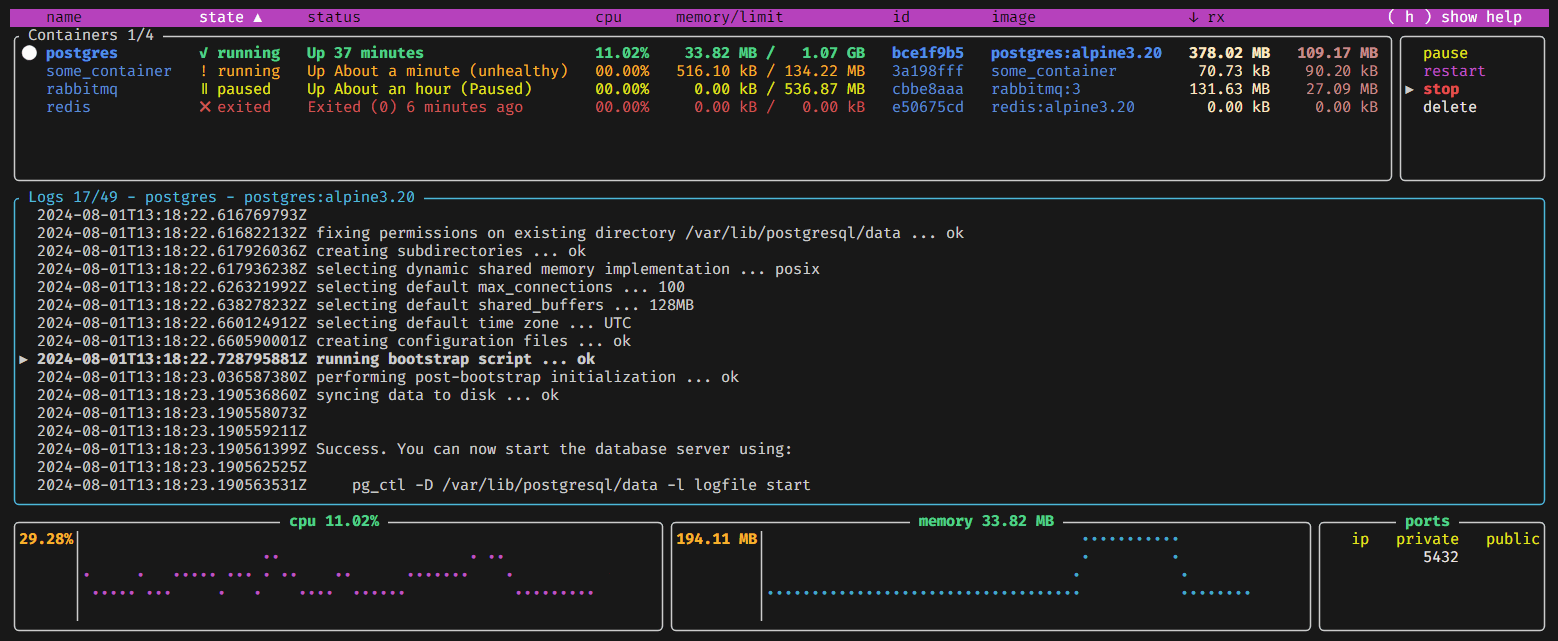 name state ▲ status cpu memory/limit id image ↓ rx ( h ) show help
Containers 1/4
postgres ✓ running Up 37 minutes 11.02% 33.82 MB / 1.07 GB bce1f9b5 postgres:alpine3.20 378.02 MB 109.17 MB pause
some_container ! running Up About a minute (unhealthy) 00.00% 516.10 kB / 134.22 MB 3a198fff some_container 70.73 kB 90.20 kB restart
rabbitmq ॥ paused Up About an hour (Paused) 00.00% 0.00 kB / 536.87 MB cbbe8aaa rabbitmq:3 131.63 MB 27.09 MB ▶ stop
redis ✕ exited Exited (0) 6 minutes ago 00.00% 0.00 kB / 0.00 kB e50675cd redis:alpine3.20 0.00 kB 0.00 kB delete
Logs 17/49 - postgres - postgres:alpine3.20
2024-08-01T13:18:22.616769793Z
2024-08-01T13:18:22.616822132Z fixing permissions on existing directory /var/lib/postgresql/data ... ok
2024-08-01T13:18:22.617926036Z creating subdirectories ... ok
2024-08-01T13:18:22.617936238Z selecting dynamic shared memory implementation ... posix
2024-08-01T13:18:22.626321992Z selecting default max_connections ... 100
2024-08-01T13:18:22.638278232Z selecting default shared_buffers ... 128MB
2024-08-01T13:18:22.660124912Z selecting default time zone ... UTC
2024-08-01T13:18:22.660590001Z creating configuration files ... ok
▶ 2024-08-01T13:18:22.728795881Z running bootstrap script ... ok
2024-08-01T13:18:23.036587380Z performing post-bootstrap initialization ... ok
2024-08-01T13:18:23.190536860Z syncing data to disk ... ok
2024-08-01T13:18:23.190558073Z
2024-08-01T13:18:23.190559211Z
2024-08-01T13:18:23.190561399Z Success. You can now start the database server using:
2024-08-01T13:18:23.190562525Z
2024-08-01T13:18:23.190563531Z pg_ctl -D /var/lib/postgresql/data -l logfile start
cpu 11.02% memory 33.82 MB ports
29.28% 194.11 MB ip private public
5432